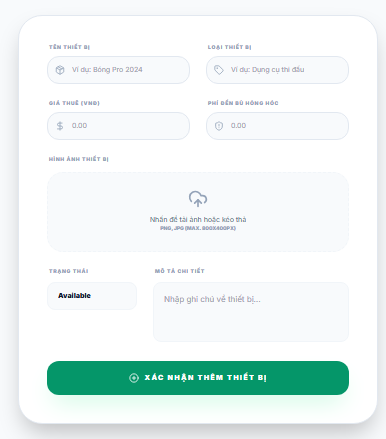 TÊN THIẾT BỊ
LOẠI THIẾT BỊ
Ví dụ: Bóng Pro 2024
Ví dụ: Dụng cụ thi đấu
GIÁ THUÊ (VNĐ)
PHÍ ĐỀN BÙ HỎNG HÓC
0.00
0.00
HÌNH ẢNH THIẾT BỊ
Nhấn để tải ảnh hoặc kéo thả
PNG, JPG (MAX. 800X400PX)
TRẠNG THÁI
MÔ TẢ CHI TIẾT
Available
Nhập ghi chú về thiết bị...
XÁC NHẬN THÊM THIẾT BỊ